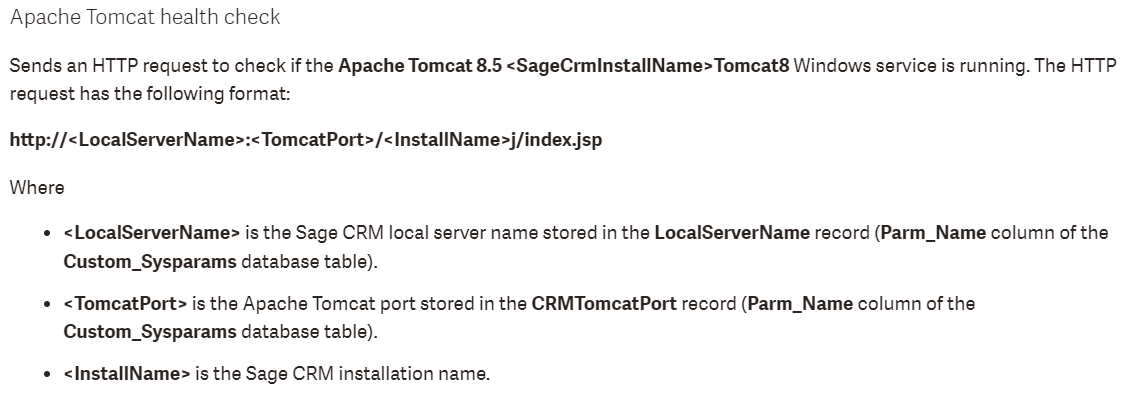 Apache Tomcat health check
Sends an HTTP request to check if the Apache Tomcat 8.5 <SageCrmInstallName>Tomcat8 Windows service is running. The HTTP
request has the following format:
http://<LocalServerName>:<TomcatPort>/<InstallName>j/index.jsp
Where
• <LocalServerName> is the Sage CRM local server name stored in the LocalServerName record (Parm_Name column of the
Custom_Sysparams database table).
• <TomcatPort> is the Apache Tomcat port stored in the CRMTomcatPort record (Parm_Name column of the
Custom_Sysparams database table).
• <InstallName> is the Sage CRM installation name.